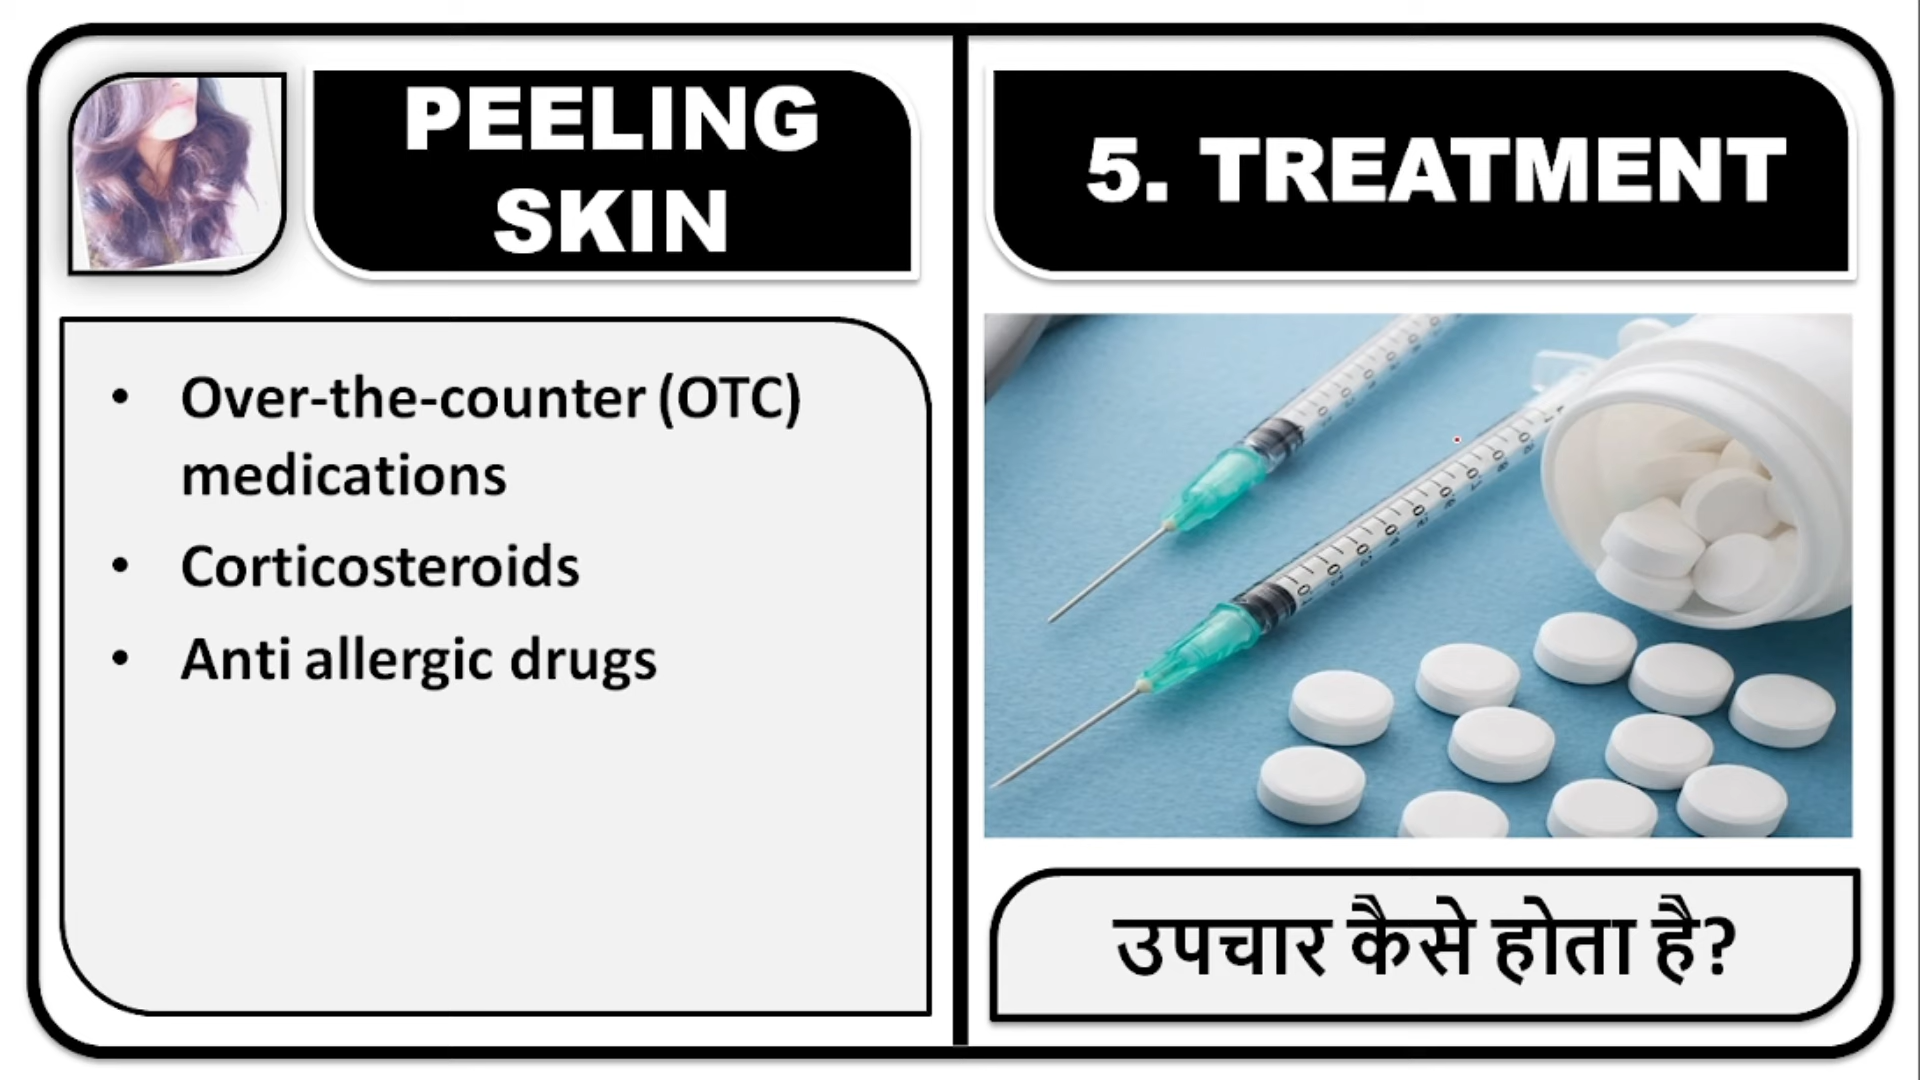 PEELING
SKIN
• Over-the-counter (OTC)
medications
• Corticosteroids
• Anti allergic drugs
5. TREATMENT
उपचार कैसे होता है?